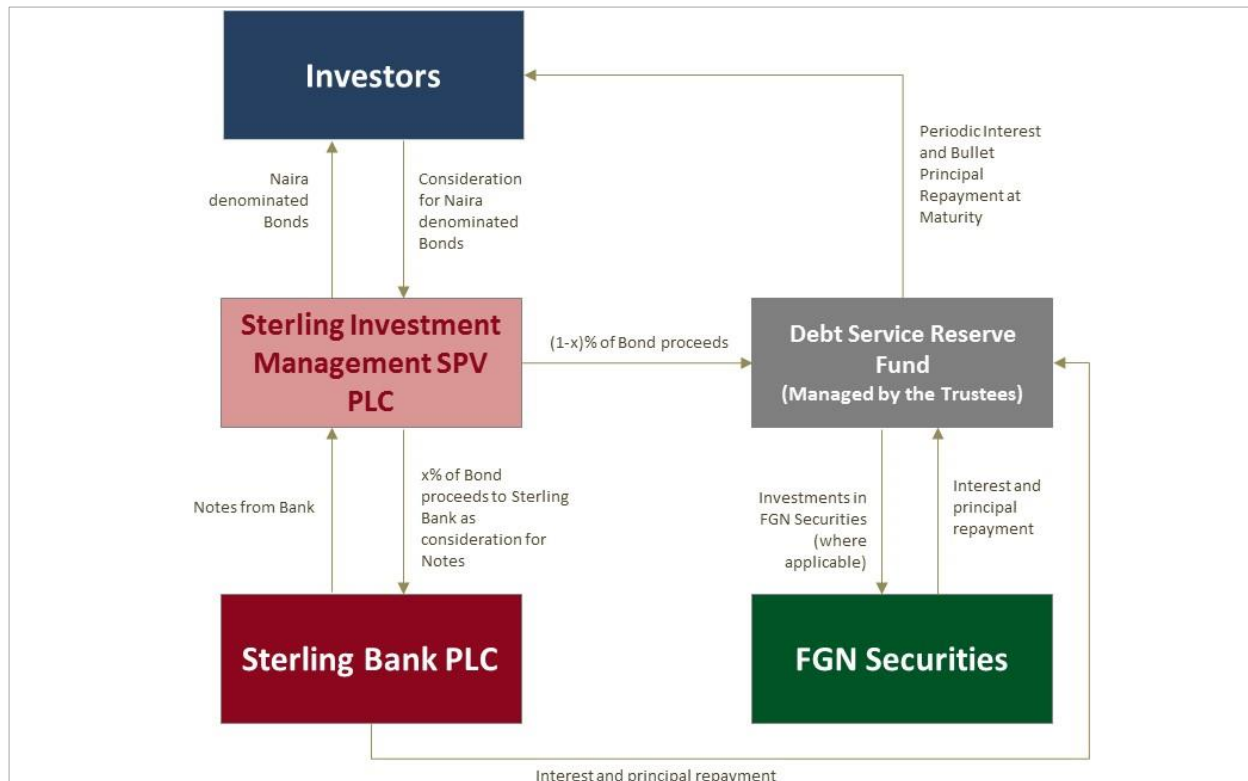 Investors
Periodic Interest
and Bullet
Principal
Repayment at
Maturity
Naira
denominated
Bonds
Consideration
for Naira
denominated
Bonds
Sterling Investment
Management SPV
PLC
(1-x)% of Bond proceeds
Debt Service Reserve
Fund
(Managed by the Trustees)
Notes from Bank
x% of Bond
proceeds to Sterling
Bank as
consideration for
Notes
Investments in
FGN Securities
(where
applicable)
Interest and
principal
repayment
Sterling Bank PLC
FGN Securities
Interest and principal repayment